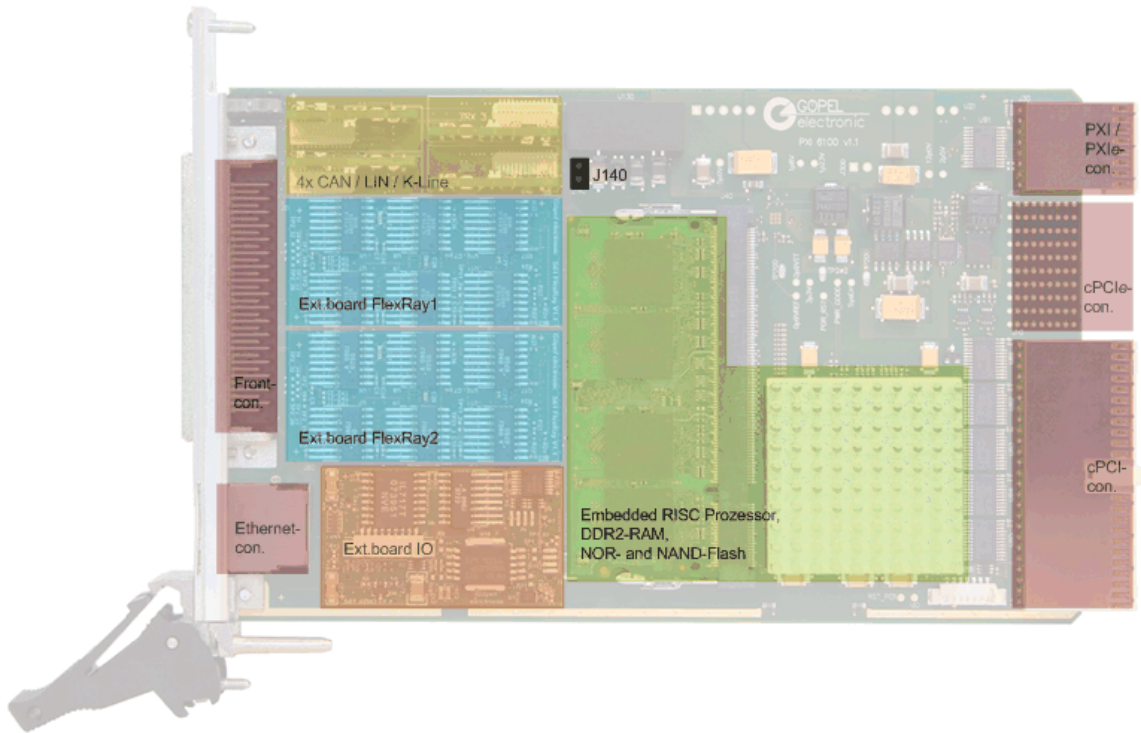 GOPEL
electronic
PXI 6100 v1.1
PXI /
PXIe-
con.
4x CAN / LIN / K-Line
J140
cPCIe-
con.
Ext.board FlexRay1
Front-
con.
Ext.board FlexRay2
cPCI-
con.
Ethernet-
con.
Ext.board IO
Embedded RISC Prozessor,
DDR2-RAM,
NOR- and NAND-Flash